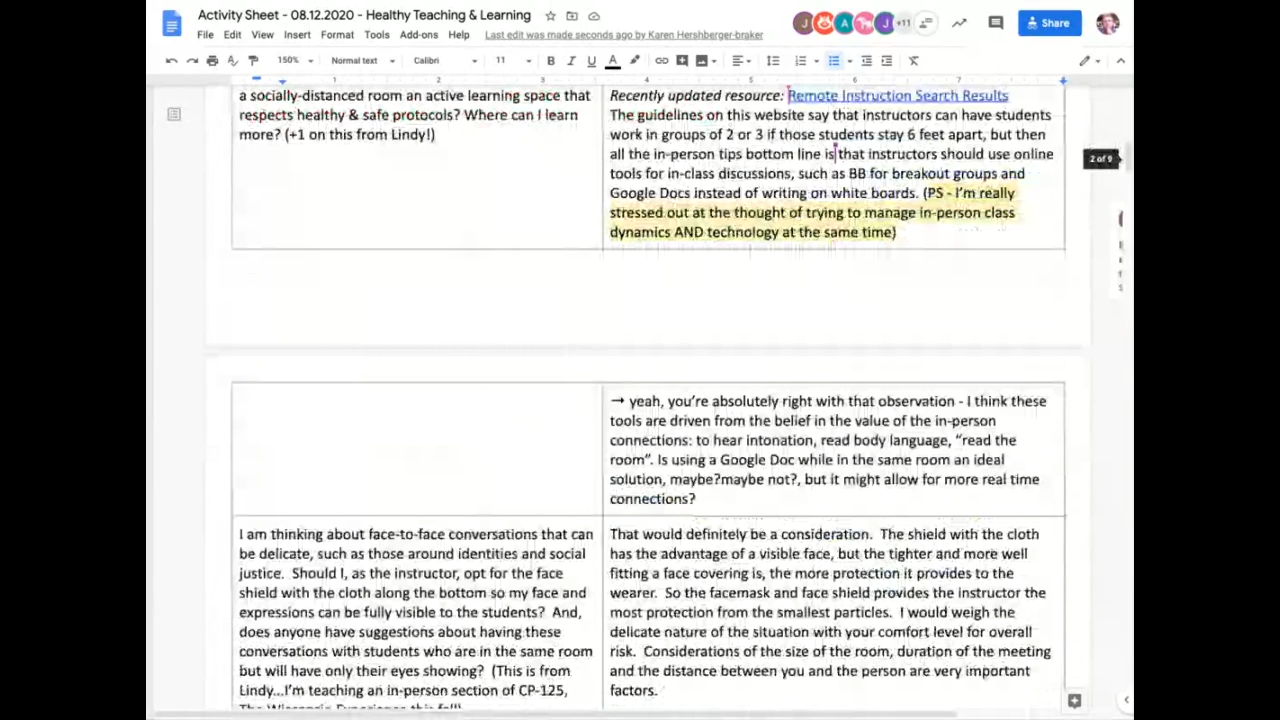 Activity Sheet - 08.12.2020 - Healthy Teaching & Learning
File Edit View Insert Format Tools Add-ons Help Last edit was made seconds ago by Karen Hershberger-braker
J A J +11 Share
150% Normal text Calibri 11 B I U A
1 2 3 4 5 6 7
a socially-distanced room an active learning space that
respects healthy & safe protocols? Where can I learn
more? (+1 on this from Lindy!)
Recently updated resource: Remote Instruction Search Results
The guidelines on this website say that instructors can have students
work in groups of 2 or 3 if those students stay 6 feet apart, but then
all the in-person tips bottom line is that instructors should use online
tools for in-class discussions, such as BB for breakout groups and
Google Docs instead of writing on white boards. (PS - I'm really
stressed out at the thought of trying to manage in-person class
dynamics AND technology at the same time)
2 of 9
→ yeah, you're absolutely right with that observation - I think these
tools are driven from the belief in the value of the in-person
connections: to hear intonation, read body language, "read the
room". Is using a Google Doc while in the same room an ideal
solution, maybe?maybe not?, but it might allow for more real time
connections?
I am thinking about face-to-face conversations that can
be delicate, such as those around identities and social
justice. Should I, as the instructor, opt for the face
shield with the cloth along the bottom so my face and
expressions can be fully visible to the students? And,
does anyone have suggestions about having these
conversations with students who are in the same room
but will have only their eyes showing? (This is from
Lindy...I'm teaching an in-person section of CP-125,
The Wisconsin Experience this fall)
That would definitely be a consideration. The shield with the cloth
has the advantage of a visible face, but the tighter and more well
fitting a face covering is, the more protection it provides to the
wearer. So the facemask and face shield provides the instructor the
most protection from the smallest particles. I would weigh the
delicate nature of the situation with your comfort level for overall
risk. Considerations of the size of the room, duration of the meeting
and the distance between you and the person are very important
factors.